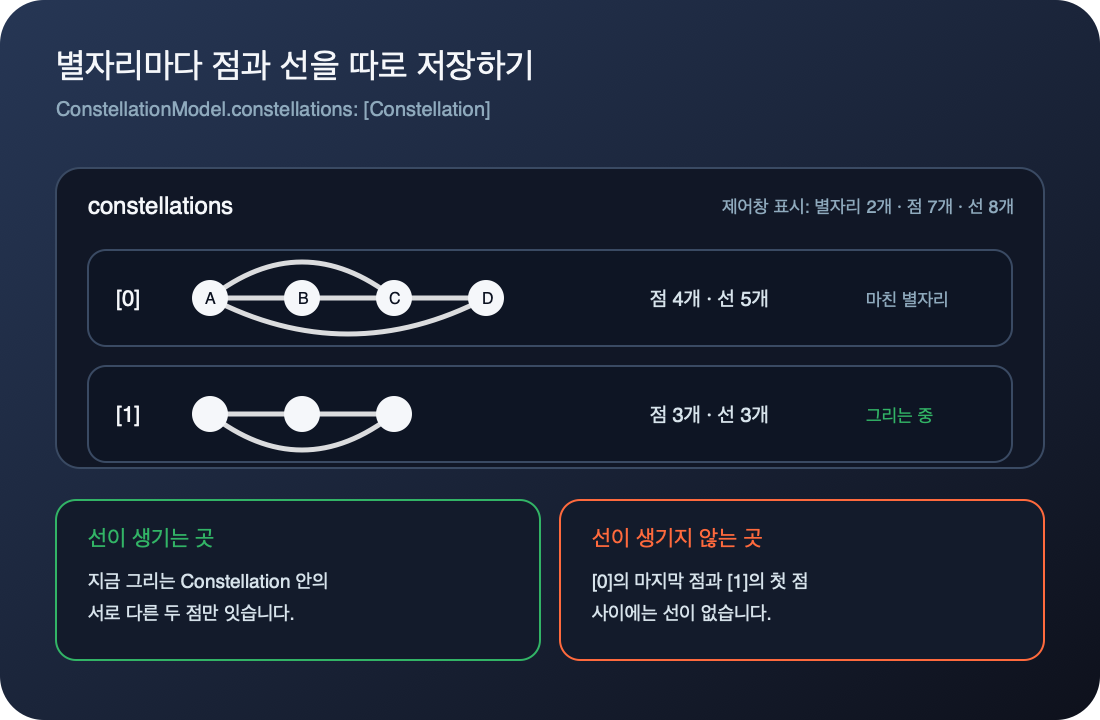 별자리마다 점과 선을 따로 저장하기
ConstellationModel.constellations: [Constellation]
constellations
제어창 표시: 별자리 2개 · 점 7개 · 선 8개
[0]
A
B
C
D
점 4개 · 선 5개
마친 별자리
[1]
점 3개 · 선 3개
그리는 중
선이 생기는 곳
지금 그리는 Constellation 안의
서로 다른 두 점만 잇습니다.
선이 생기지 않는 곳
[0]의 마지막 점과 [1]의 첫 점
사이에는 선이 없습니다.